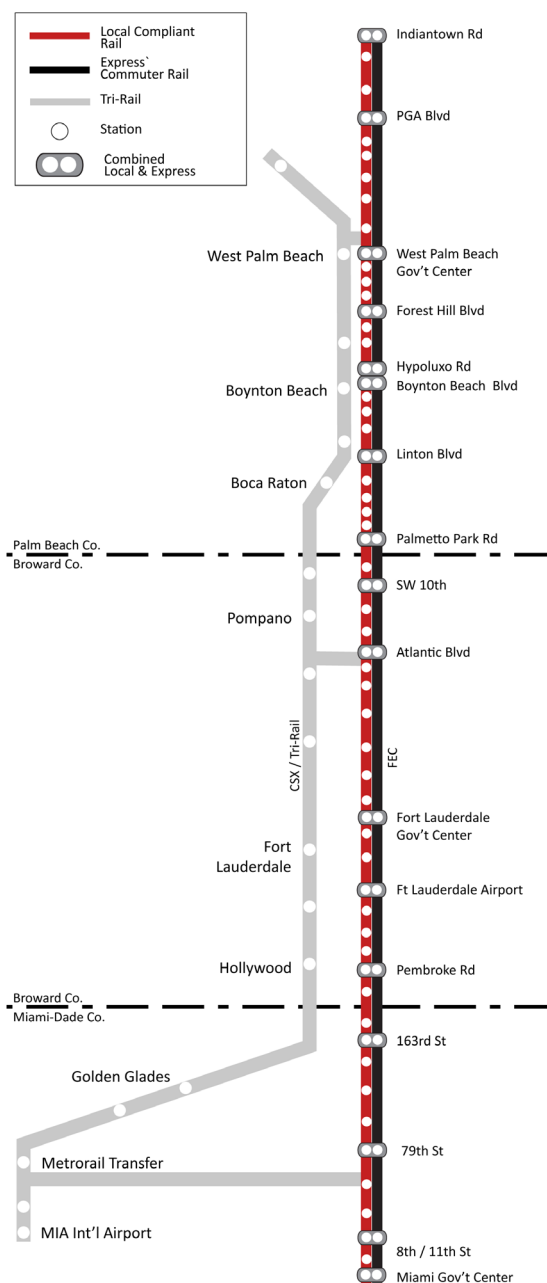 Local Compliant
Rail
Express`
Commuter Rail
Tri-Rail
Station
Combined
Local & Express
Indiantown Rd
PGA Blvd
West Palm Beach
West Palm Beach
Gov't Center
Forest Hill Blvd
Hypoluxo Rd
Boynton Beach
Boynton Beach Blvd
Linton Blvd
Boca Raton
Palmetto Park Rd
Palm Beach Co.
Broward Co.
SW 10th
Pompano
Atlantic Blvd
CSX / Tri-Rail
FEC
Fort Lauderdale
Gov't Center
Fort
Lauderdale
Ft Lauderdale Airport
Hollywood
Pembroke Rd
Broward Co.
Miami-Dade Co.
163rd St
Golden Glades
79th St
Metrorail Transfer
MIA Int'l Airport
8th / 11th St
Miami Gov't Center